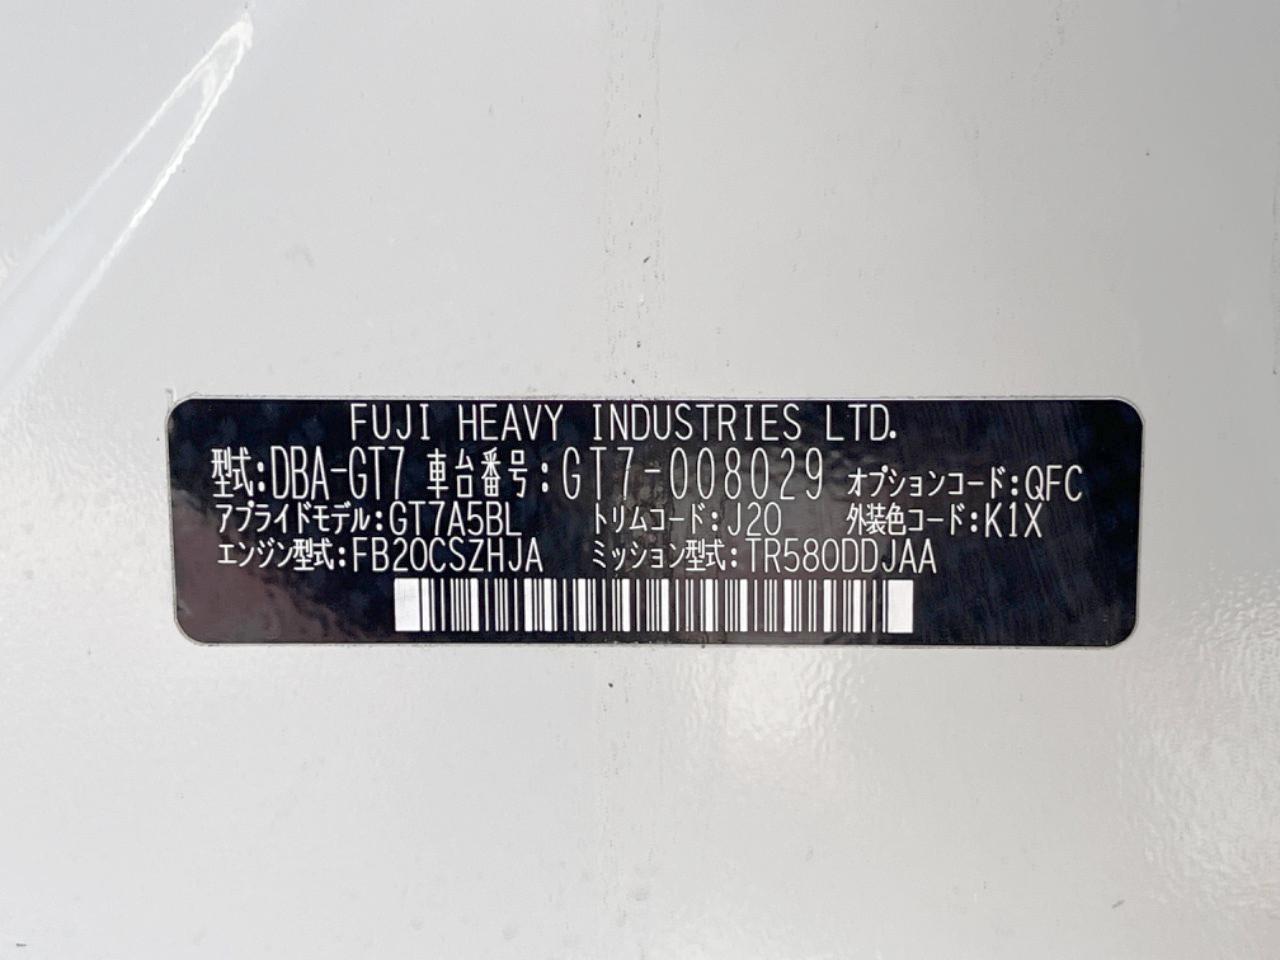 FUJI HEAVY INDUSTRIES LTD.
型式:DBA-GT7 車台番号:GT7-008029 オプションコード:QFC
アプライドモデル:GT7A5BL トリムコード:J20 外装色コード:K1X
エンジン型式:FB20CSZHJA ミッション型式:TR580DDJAA